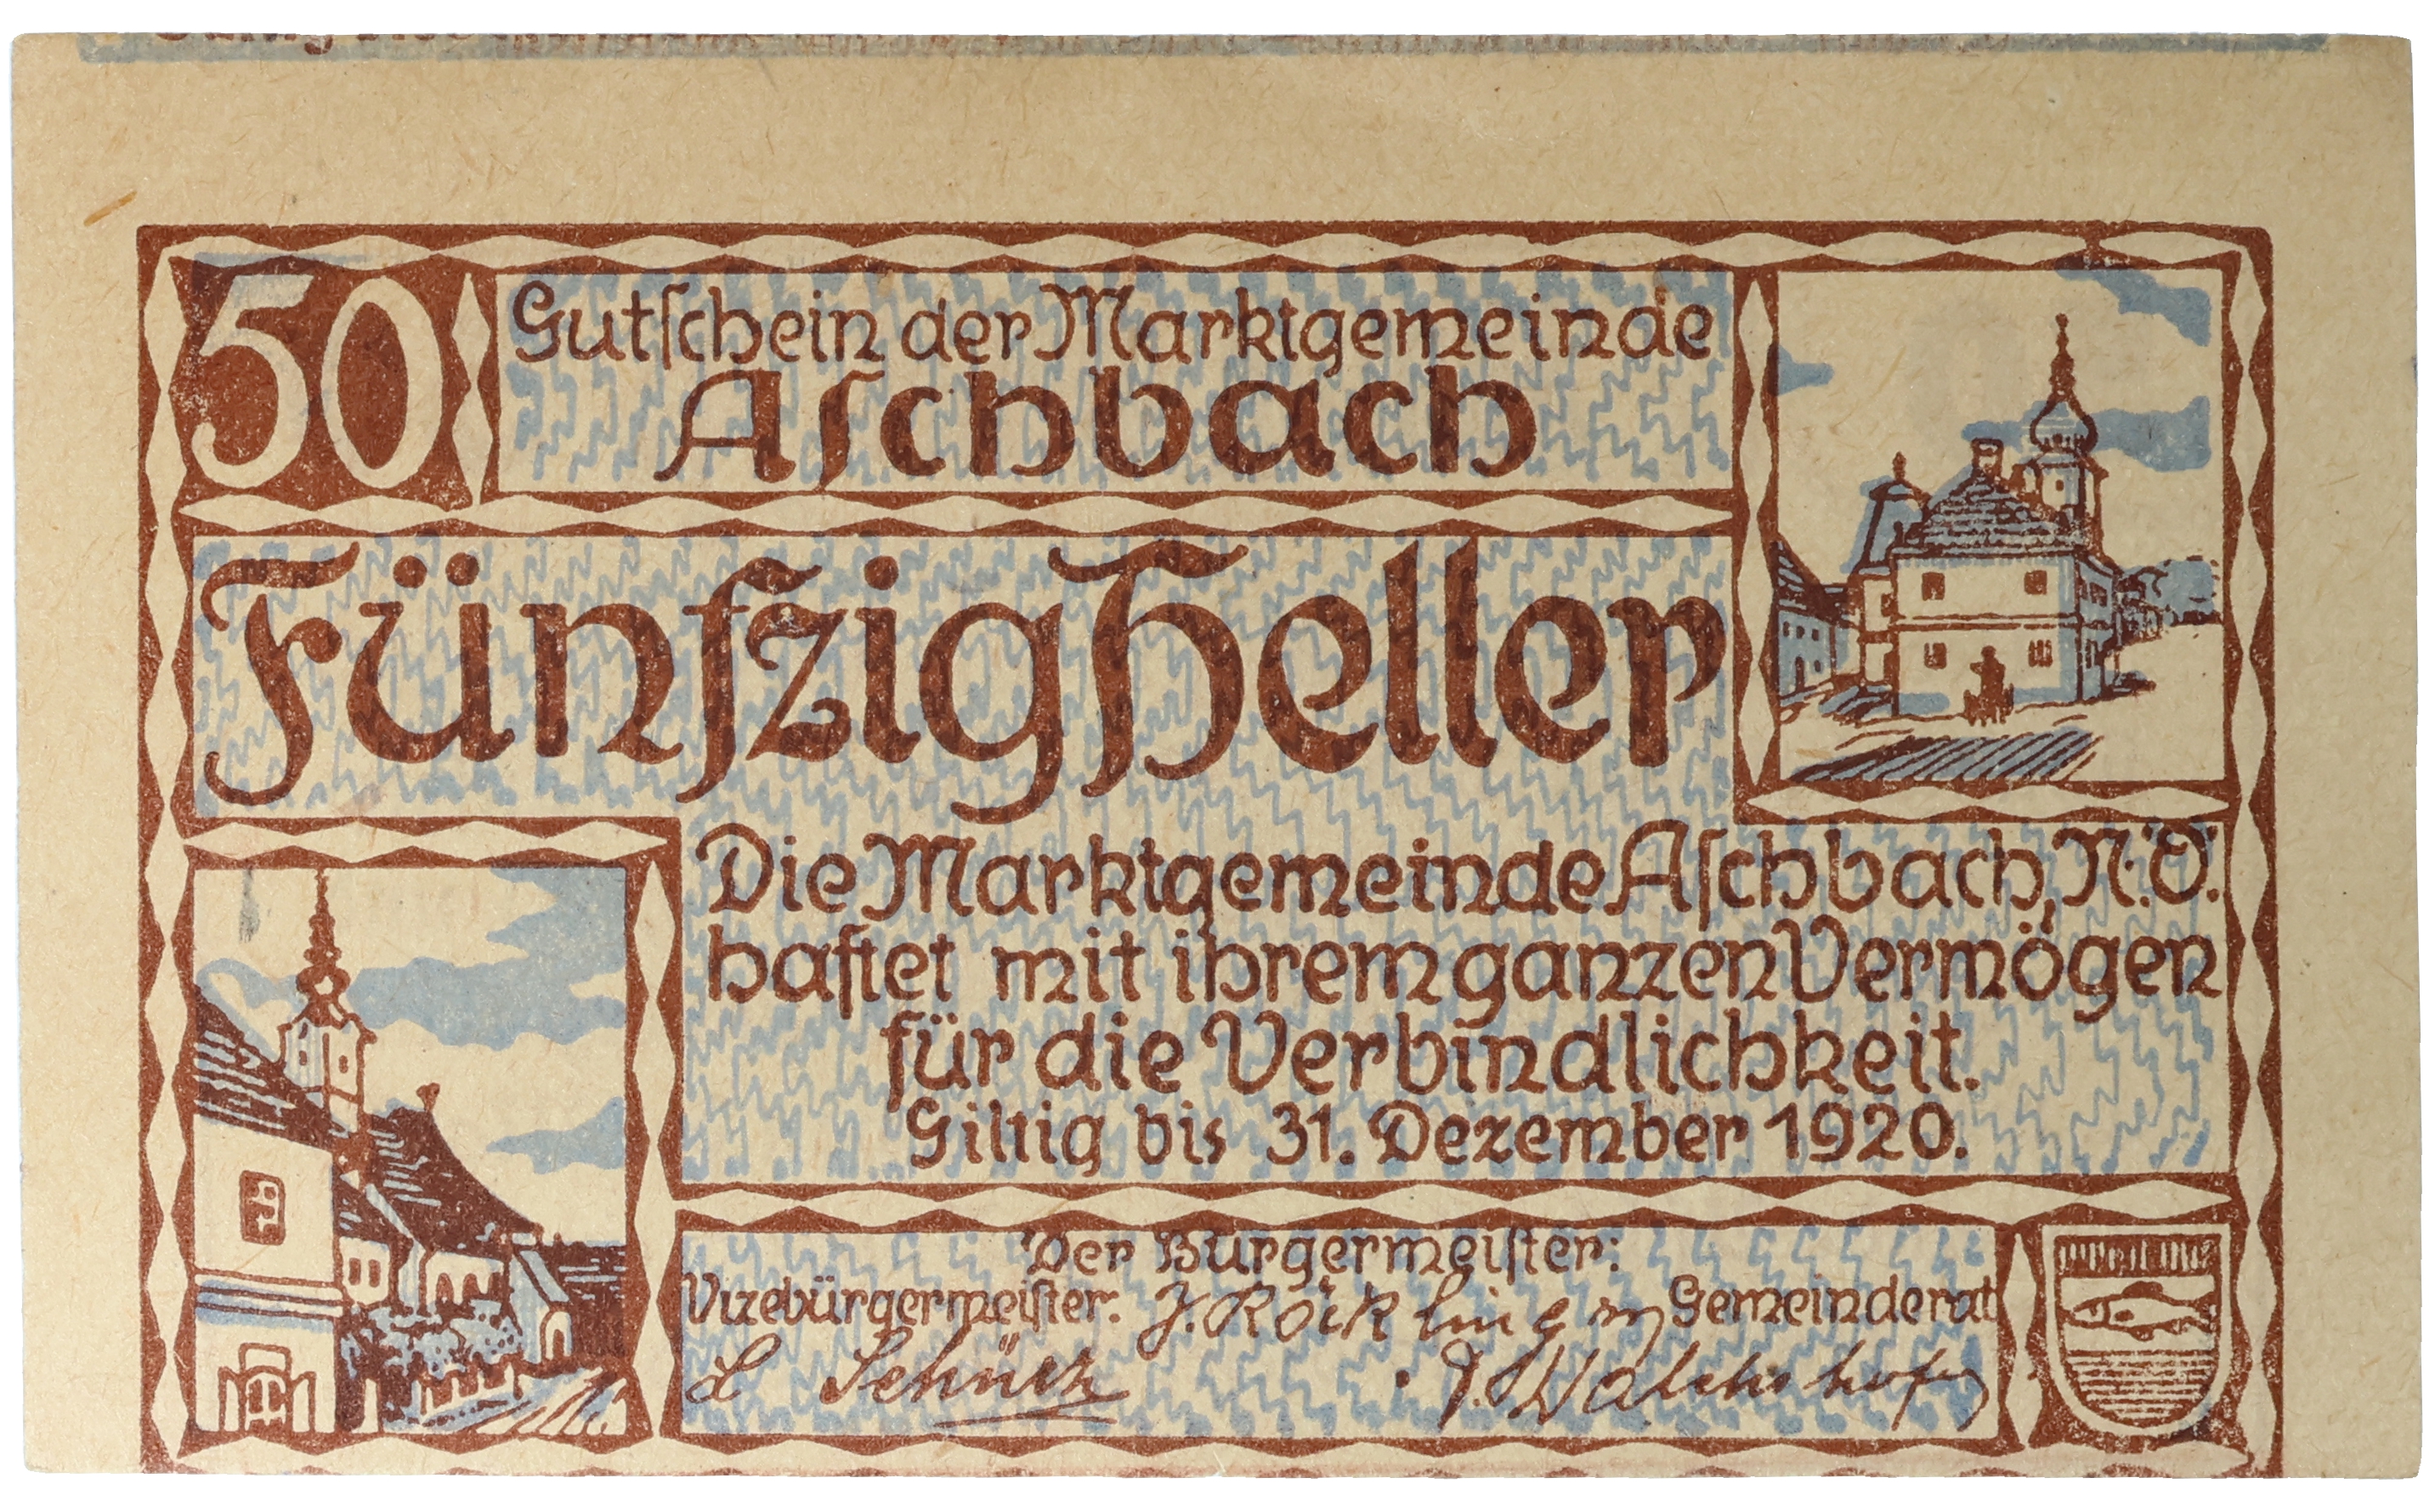 50
Gutschein der Marktgemeinde
Aschbach
Fünfzig Heller
Die Marktgemeinde Aschbach, N.Ö.
haftet mit ihrem ganzen Vermögen
für die Verbindlichkeit.
Giltig bis 31. Dezember 1920.
Der Bürgermeister:
Vizebürgermeister: Gemeinderat
L Schütz